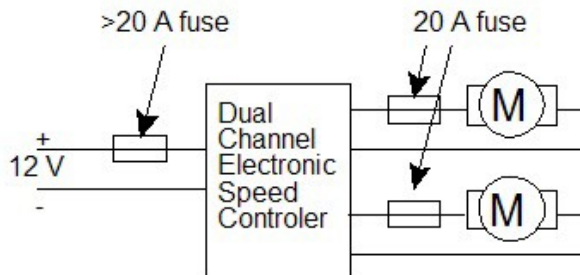 >20 A fuse
20 A fuse
+
12 V
-
Dual
Channel
Electronic
Speed
Controler
M
M